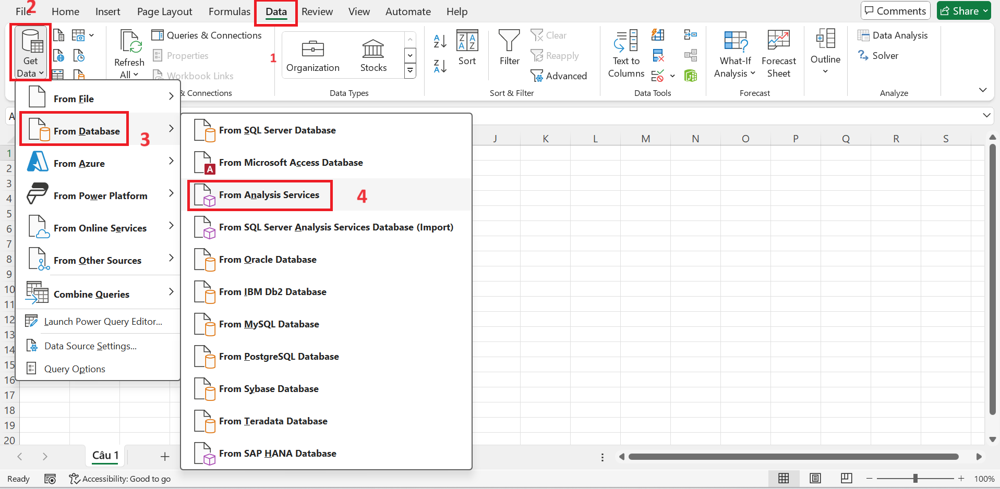 File
2
Home
Insert
Page Layout
Formulas
Data
Review
View
Automate
Help
Comments
Share
Get
Data
Refresh
All
Queries & Connections
Properties
Workbook Links
& Connections
1
Organization
Stocks
Data Types
Sort
Filter
Clear
Reapply
Advanced
Sort & Filter
Text to
Columns
Data Tools
What-If
Analysis
Forecast
Sheet
Forecast
Outline
Data Analysis
Solver
Analyze
A
From File
From Database
3
From Azure
From Power Platform
From Online Services
From Other Sources
Combine Queries
Launch Power Query Editor...
Data Source Settings...
Query Options
From SQL Server Database
From Microsoft Access Database
From Analysis Services
4
From SQL Server Analysis Services Database (Import)
From Oracle Database
From IBM Db2 Database
From MySQL Database
From PostgreSQL Database
From Sybase Database
From Teradata Database
From SAP HANA Database
J K L M N O P Q R S
1
2
3
4
5
6
7
8
9
10
11
12
13
14
15
16
17
18
19
20
Câu 1
Ready
Accessibility: Good to go
100%